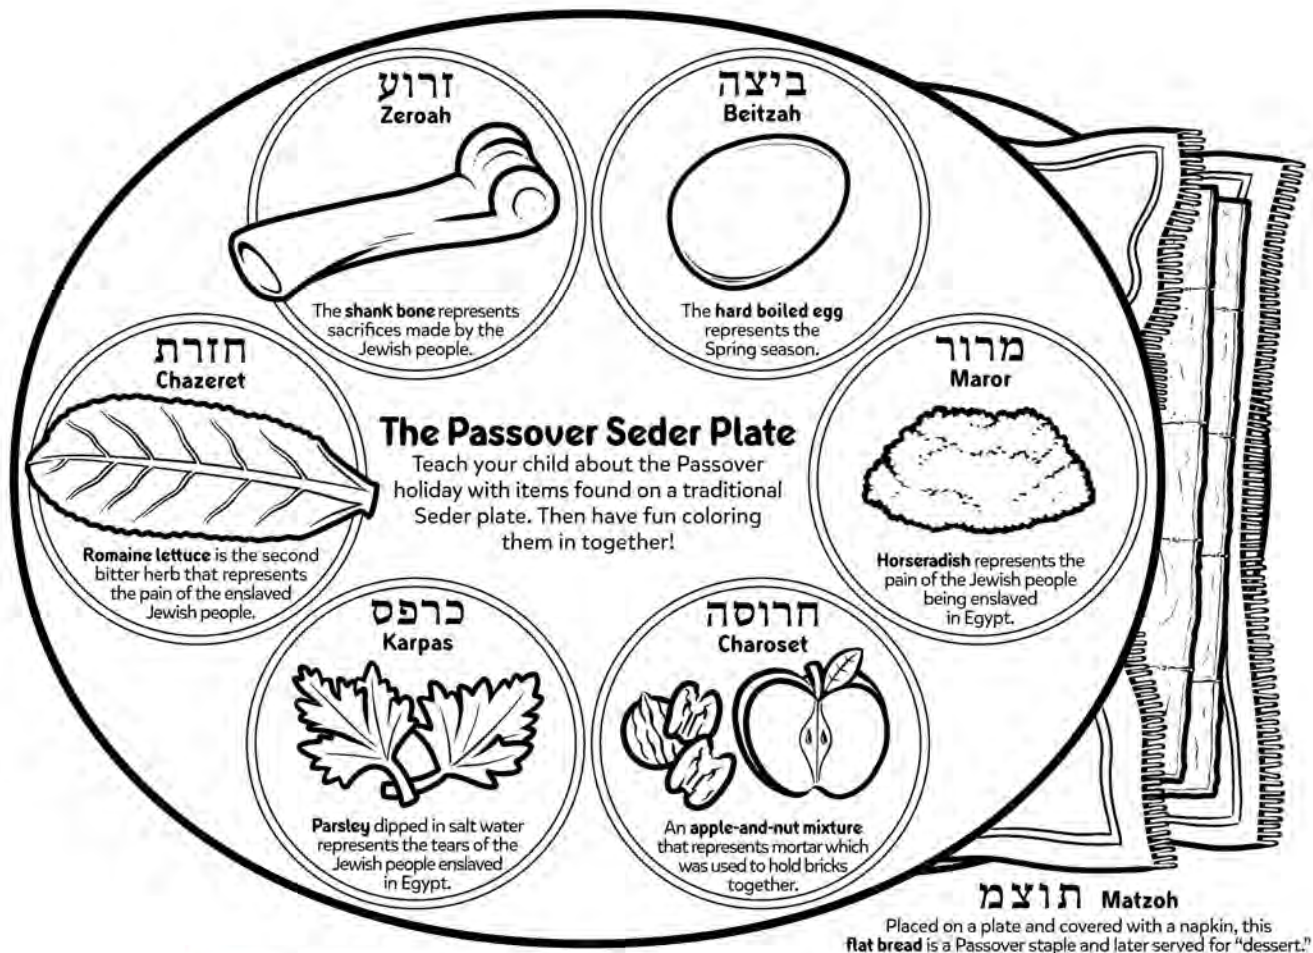 זרוע
Zeroah
The shank bone represents
sacrifices made by the
Jewish people.
ביצה
Beitzah
The hard boiled egg
represents the
Spring season.
חזרת
Chazeret
Romaine lettuce is the second
bitter herb that represents
the pain of the enslaved
Jewish people.
The Passover Seder Plate
Teach your child about the Passover
holiday with items found on a traditional
Seder plate. Then have fun coloring
them in together!
מרור
Maror
Horseradish represents the
pain of the Jewish people
being enslaved
in Egypt.
כרפס
Karpas
Parsley dipped in salt water
represents the tears of the
Jewish people enslaved
in Egypt.
חרוסה
Charoset
An apple-and-nut mixture
that represents mortar which
was used to hold bricks
together.
תוצמ Matzoh
Placed on a plate and covered with a napkin, this
flat bread is a Passover staple and later served for “dessert.”